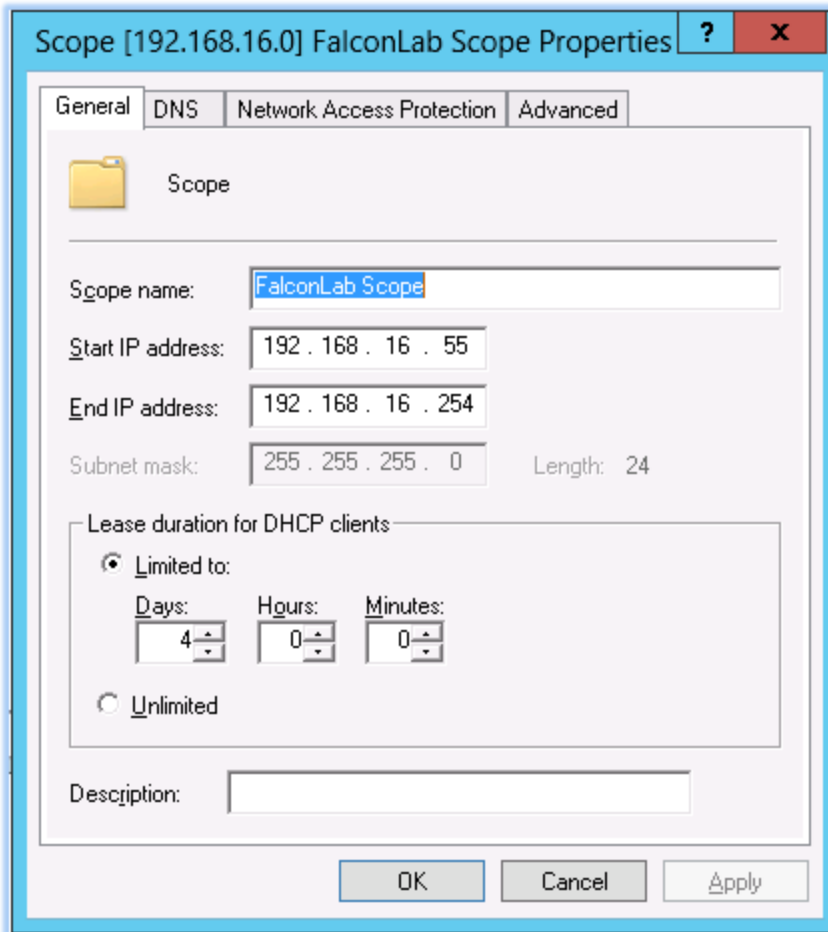 Scope [192.168.16.0] FalconLab Scope Properties ? x
General DNS Network Access Protection Advanced
Scope
Scope name: FalconLab Scope
Start IP address: 192 . 168 . 16 . 55
End IP address: 192 . 168 . 16 . 254
Subnet mask: 255 . 255 . 255 . 0 Length: 24
Lease duration for DHCP clients
Limited to:
Days: Hours: Minutes:
4 0 0
Unlimited
Description:
OK Cancel Apply